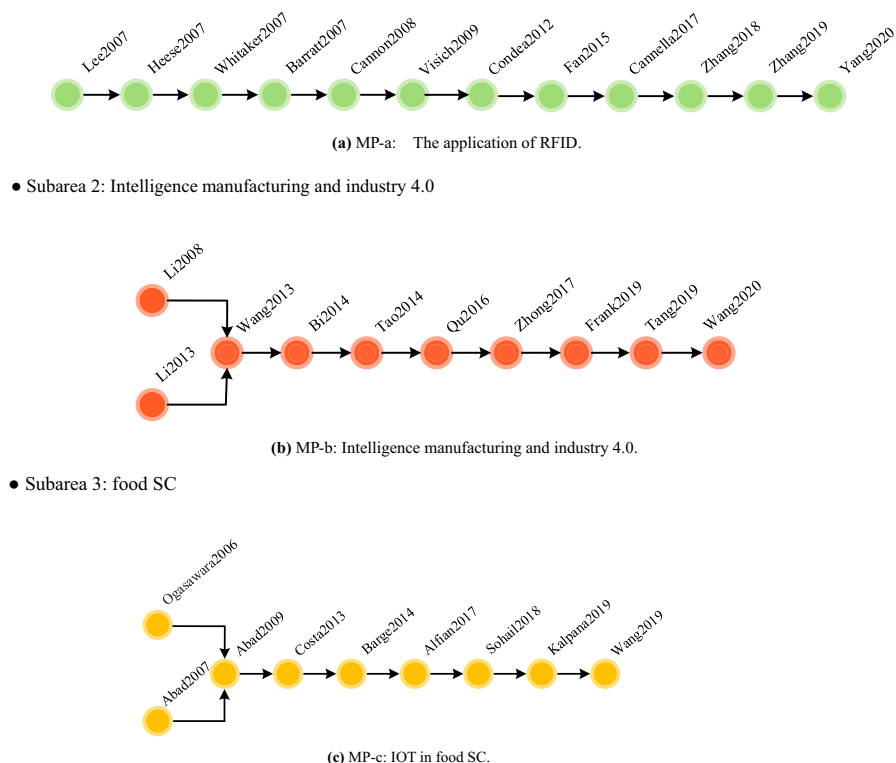 Lee2007
Heese2007
Whitaker2007
Barratt2007
Cannon2008
Visich2009
Condea2012
Fan2015
Cannella2017
Zhang2018
Zhang2019
Yang2020
(a) MP-a: The application of RFID.
● Subarea 2: Intelligence manufacturing and industry 4.0
Li2008
Li2013
Wang2013
Bi2014
Tao2014
Qu2016
Zhong2017
Frank2019
Tang2019
Wang2020
(b) MP-b: Intelligence manufacturing and industry 4.0.
● Subarea 3: food SC
Ogasawara2006
Abad2007
Abad2009
Costa2013
Barge2014
Alfian2017
Sohail2018
Kalpana2019
Wang2019
(c) MP-c: IOT in food SC.